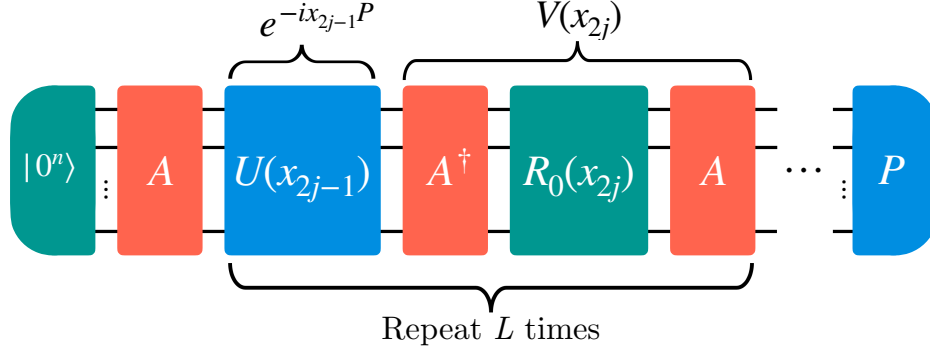 e^{-ix_{2j-1}P} V(x_{2j})
|0^n⟩ A U(x_{2j-1}) A^† R_0(x_{2j}) A ⋯ P
⋮ ⋮
Repeat L times